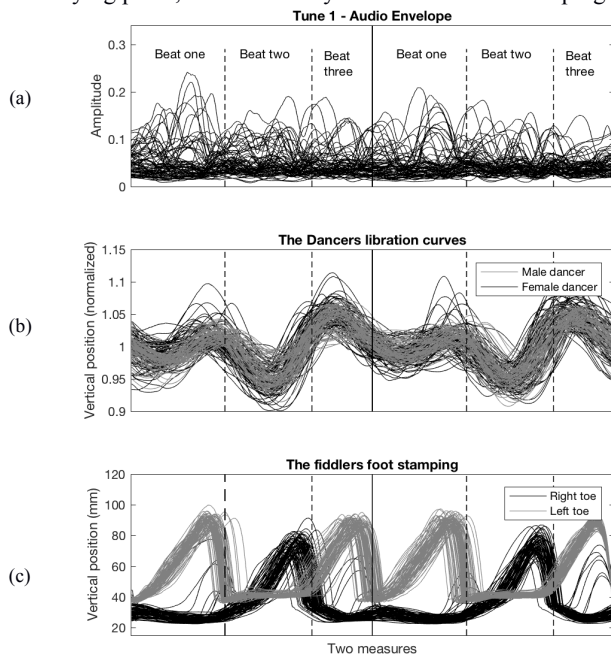 Tune 1 - Audio Envelope
(a)
Amplitude
0.3
0.2
0.1
0
Beat one
Beat two
Beat
three
Beat one
Beat two
Beat
three
The Dancers libration curves
(b)
Vertical position (normalized)
1.15
1.1
1.05
1
0.95
0.9
Male dancer
Female dancer
The fiddlers foot stamping
(c)
Vertical position (mm)
120
100
80
60
40
20
Right toe
Left toe
Two measures